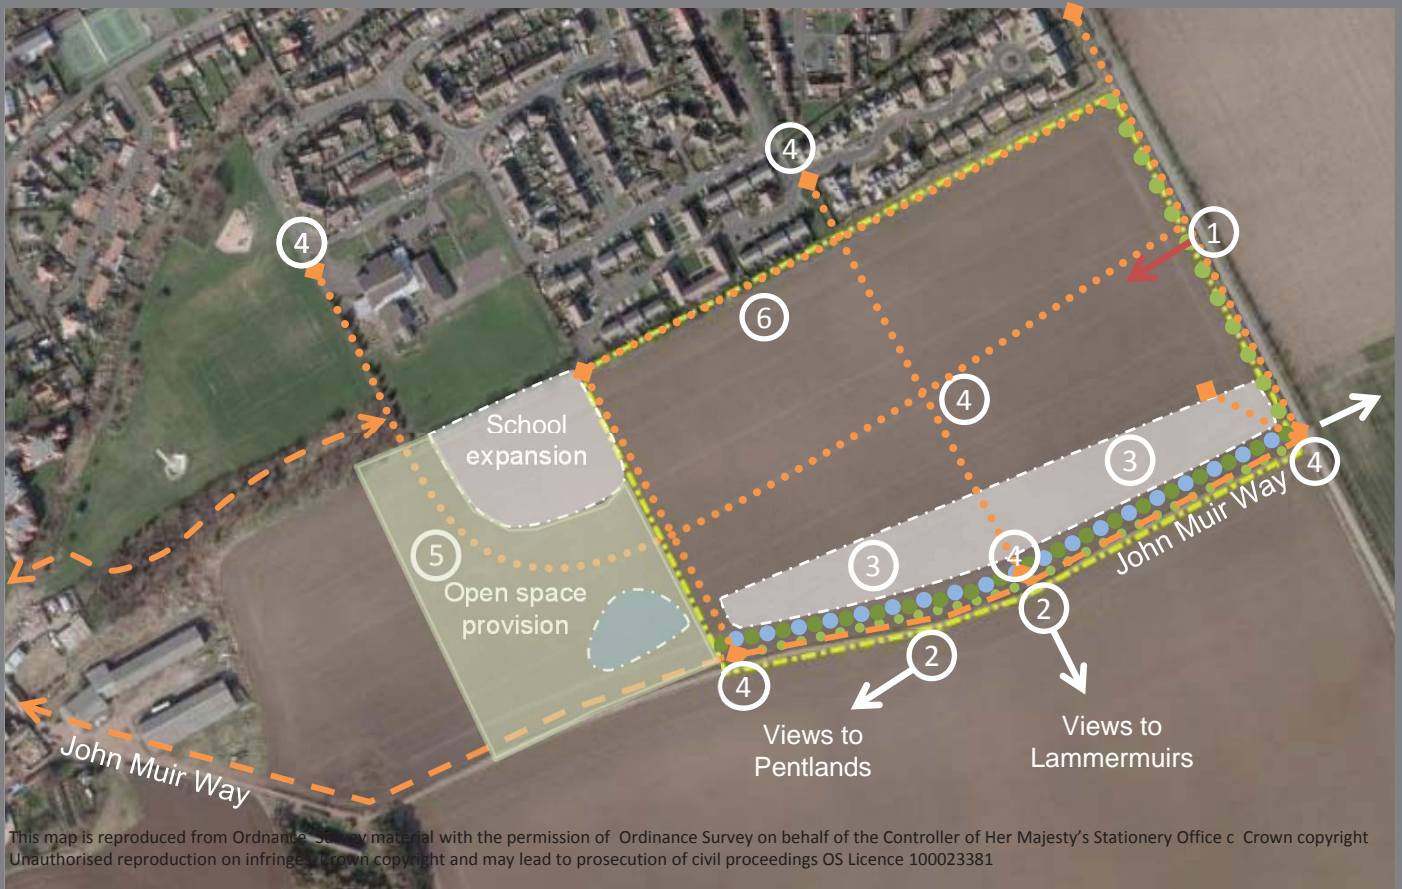 4
4
1
6
School
expansion
4
3
4
John Muir Way
5
3
4
Open space
provision
2
2
4
Views to
Pentlands
Views to
Lammermuirs
John Muir Way
This map is reproduced from Ordnance Survey material with the permission of Ordinance Survey on behalf of the Controller of Her Majesty's Stationery Office c Crown copyright
Unauthorised reproduction on infringes Crown copyright and may lead to prosecution of civil proceedings OS Licence 100023381